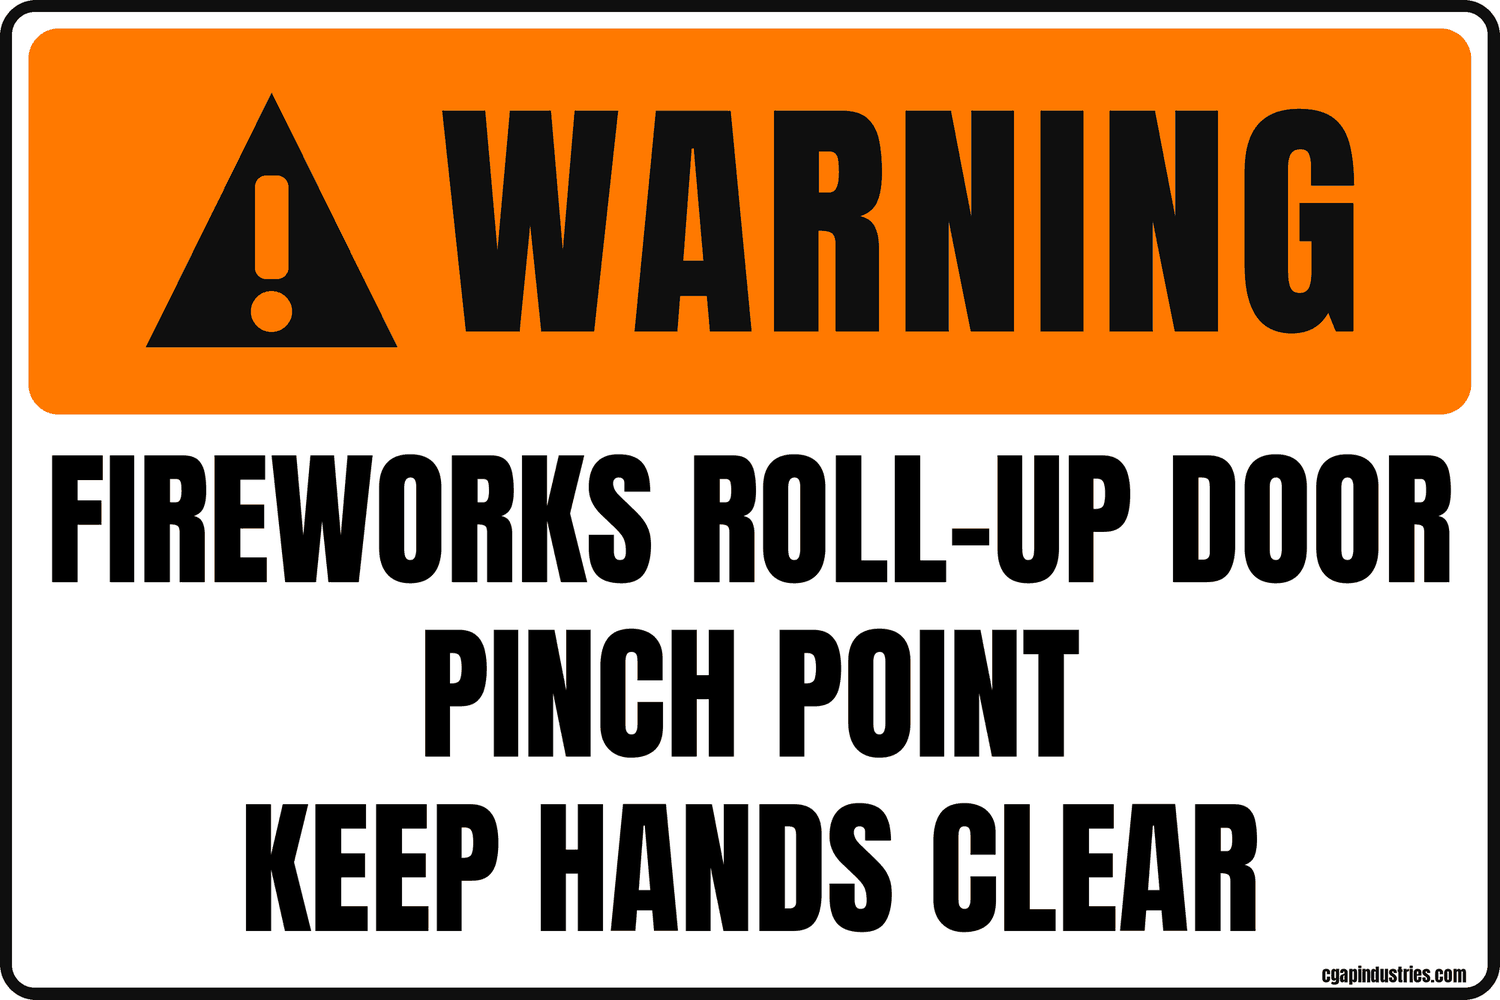 WARNING
FIREWORKS ROLL-UP DOOR
PINCH POINT
KEEP HANDS CLEAR
cgapindustries.com